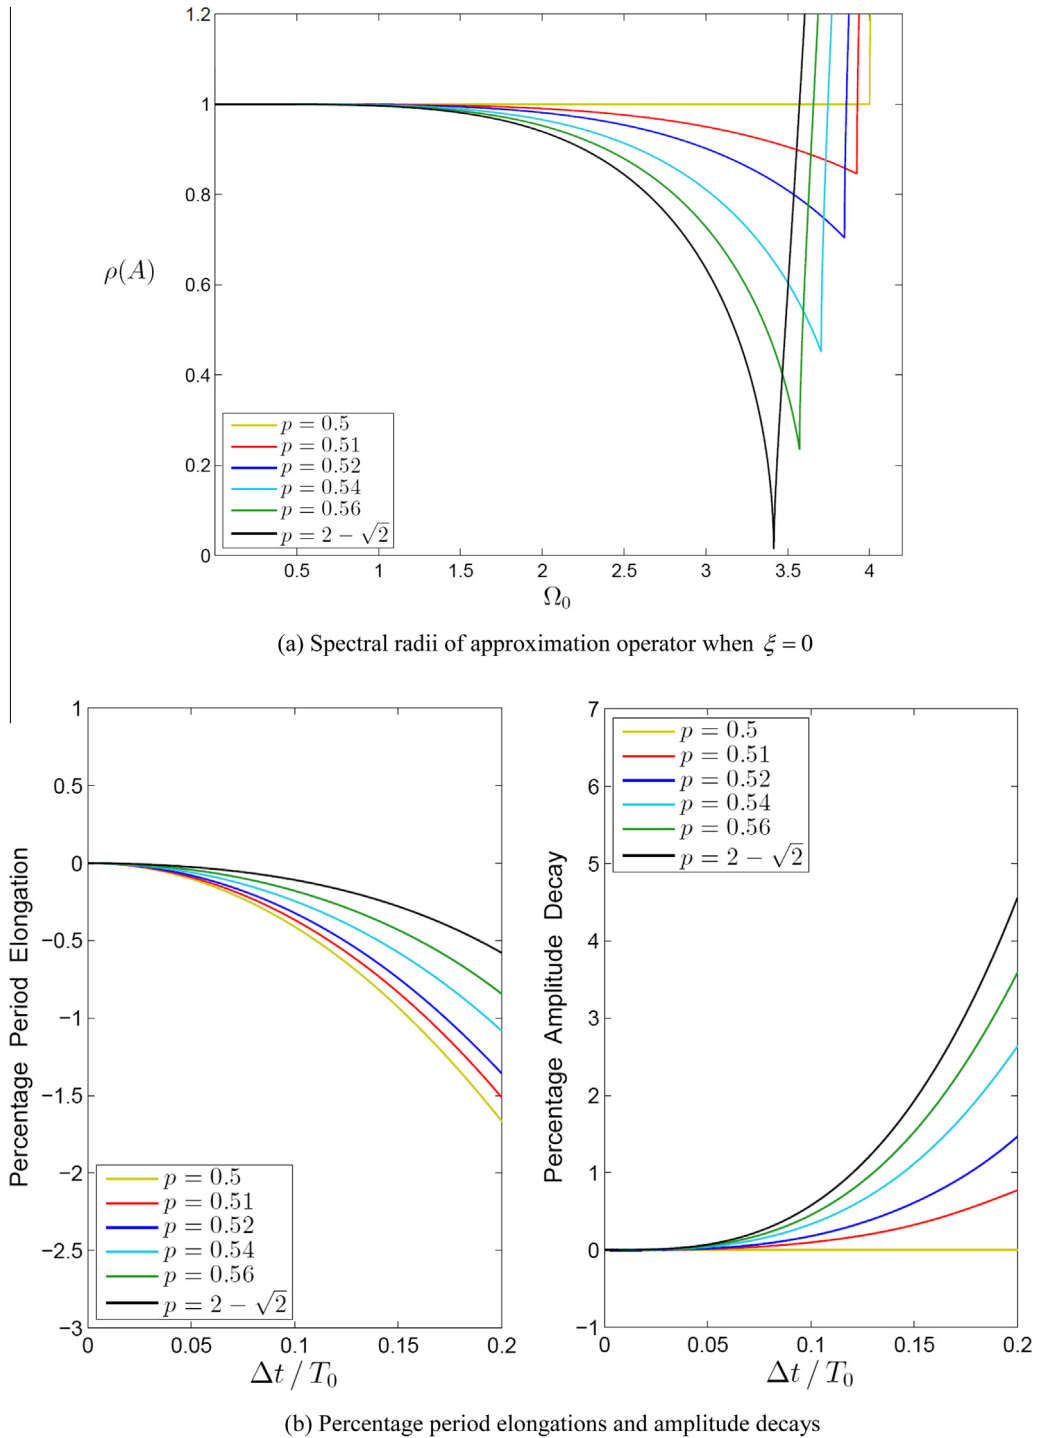 1.2
1
0.8
ρ(A)
0.6
0.4
0.2
0
p = 0.5
p = 0.51
p = 0.52
p = 0.54
p = 0.56
p = 2 − √2
0.5 1 1.5 2 2.5 3 3.5 4
Ω₀
(a) Spectral radii of approximation operator when ξ = 0
1
0.5
0
−0.5
−1
−1.5
−2
−2.5
−3
Percentage Period Elongation
p = 0.5
p = 0.51
p = 0.52
p = 0.54
p = 0.56
p = 2 − √2
0 0.05 0.1 0.15 0.2
Δt / T₀
7
6
5
4
3
2
1
0
−1
Percentage Amplitude Decay
p = 0.5
p = 0.51
p = 0.52
p = 0.54
p = 0.56
p = 2 − √2
0 0.05 0.1 0.15 0.2
Δt / T₀
(b) Percentage period elongations and amplitude decays